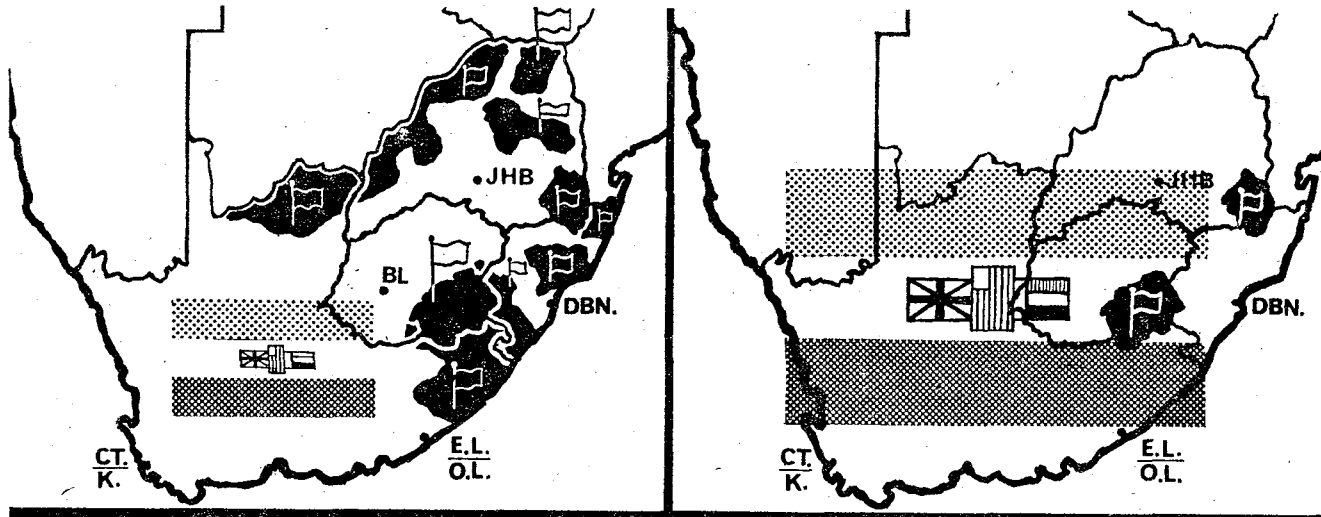 JHB
BL
DBN.
CT.
K.
E.L.
O.L.
JHB
DBN.
CT.
K.
E.L.
O.L.